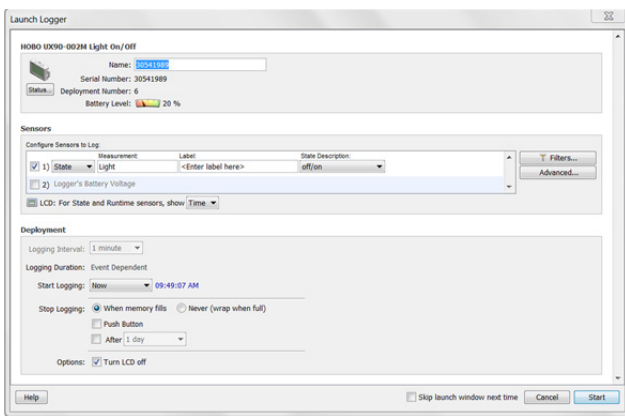 Launch Logger
HOBO UX90-002M Light On/Off
Name: 30541989
Serial Number: 30541989
Status... Deployment Number: 6
Battery Level: 20 %
Sensors
Configure Sensors to Log:
Measurement: Label: State Description:
1) State Light <Enter label here> off/on
Filters...
Advanced...
2) Logger's Battery Voltage
LCD: For State and Runtime sensors, show Time
Deployment
Logging Interval: 1 minute
Logging Duration: Event Dependent
Start Logging: Now 09:49:07 AM
Stop Logging: When memory fills Never (wrap when full)
Push Button
After 1 day
Options: Turn LCD off
Help Skip launch window next time Cancel Start